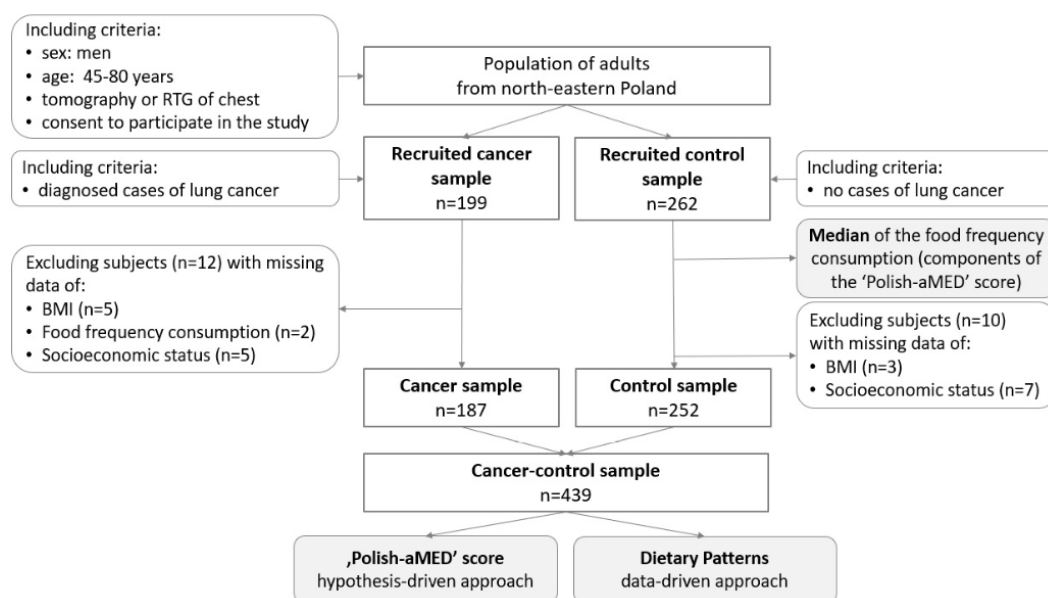 Including criteria:
• sex: men
• age: 45-80 years
• tomography or RTG of chest
• consent to participate in the study
Population of adults
from north-eastern Poland
Including criteria:
• diagnosed cases of lung cancer
Recruited cancer
sample
n=199
Recruited control
sample
n=262
Including criteria:
• no cases of lung cancer
Median of the food frequency
consumption (components of
the ‘Polish-aMED’ score)
Excluding subjects (n=12) with missing
data of:
• BMI (n=5)
• Food frequency consumption (n=2)
• Socioeconomic status (n=5)
Excluding subjects (n=10)
with missing data of:
• BMI (n=3)
• Socioeconomic status (n=7)
Cancer sample
n=187
Control sample
n=252
Cancer-control sample
n=439
‚Polish-aMED’ score
hypothesis-driven approach
Dietary Patterns
data-driven approach